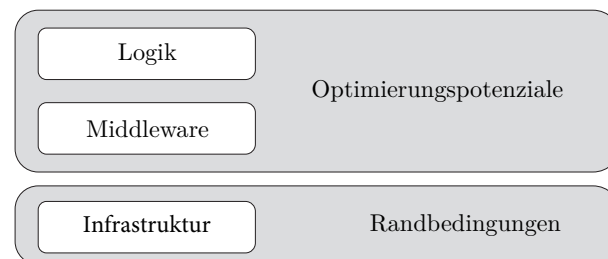 Logik
Optimierungspotenziale
Middleware
Infrastruktur
Randbedingungen